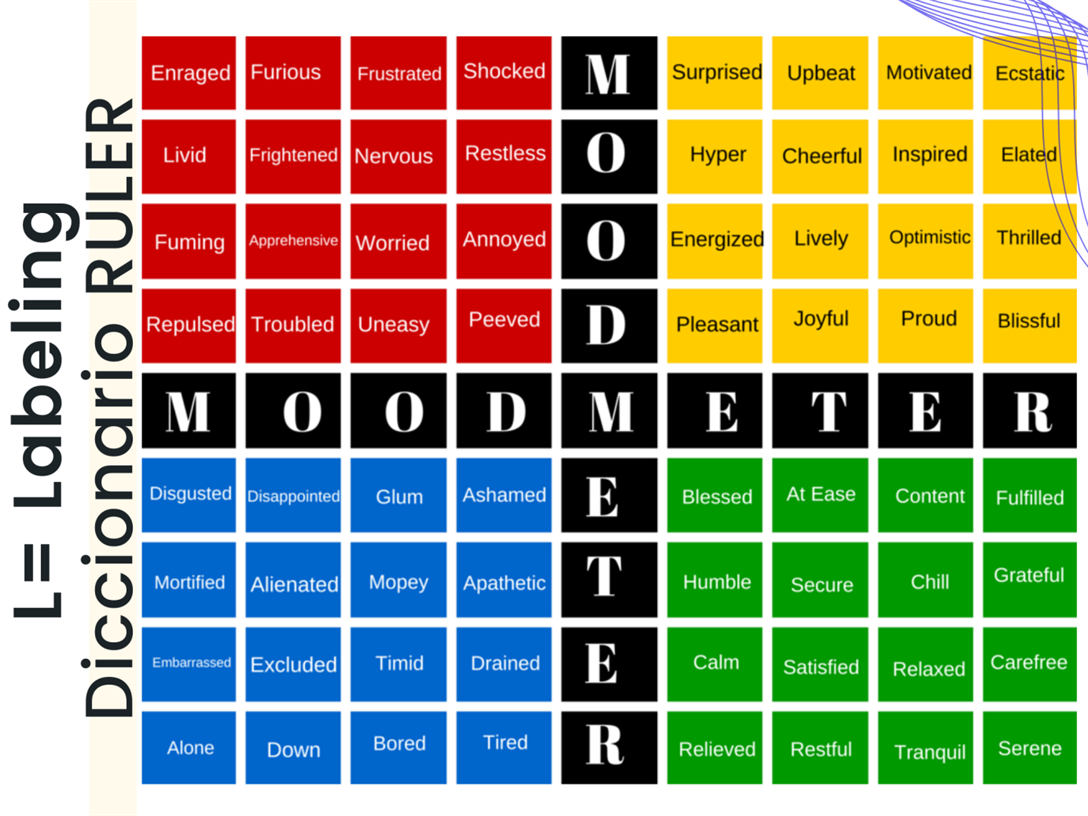 L= Labeling
Diccionario RULER
Enraged Furious Frustrated Shocked M Surprised Upbeat Motivated Ecstatic
Livid Frightened Nervous Restless O Hyper Cheerful Inspired Elated
Fuming Apprehensive Worried Annoyed O Energized Lively Optimistic Thrilled
Repulsed Troubled Uneasy Peeved D Pleasant Joyful Proud Blissful
M O O D M E T E R
Disgusted Disappointed Glum Ashamed E Blessed At Ease Content Fulfilled
Mortified Alienated Mopey Apathetic T Humble Secure Chill Grateful
Embarrassed Excluded Timid Drained E Calm Satisfied Relaxed Carefree
Alone Down Bored Tired R Relieved Restful Tranquil Serene